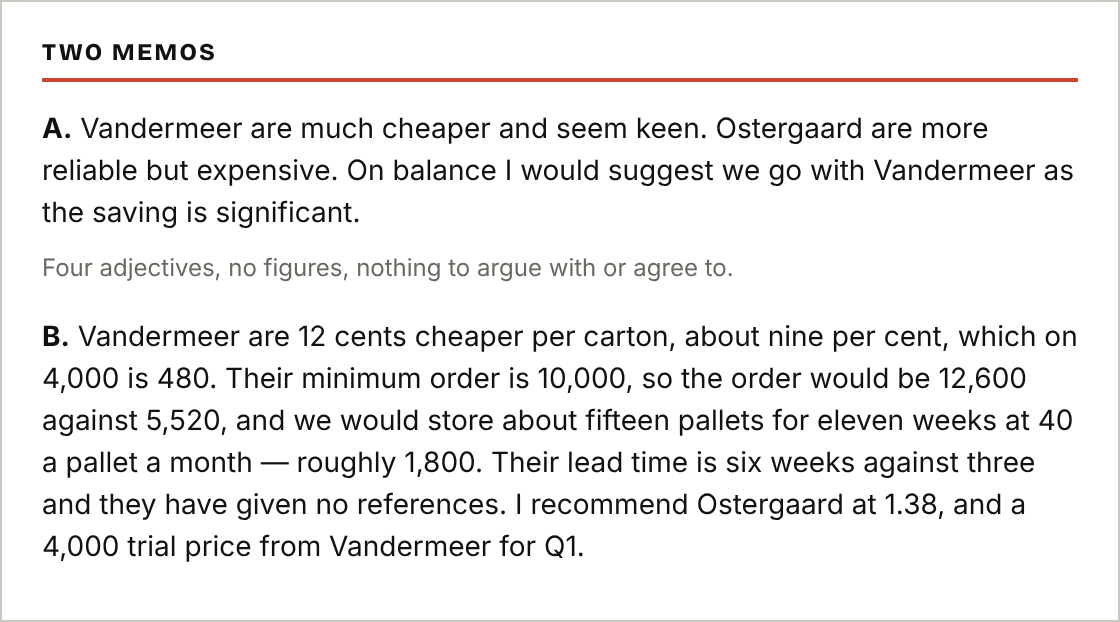 TWO MEMOS
A. Vandermeer are much cheaper and seem keen. Ostergaard are more
reliable but expensive. On balance I would suggest we go with Vandermeer as
the saving is significant.
Four adjectives, no figures, nothing to argue with or agree to.
B. Vandermeer are 12 cents cheaper per carton, about nine per cent, which on
4,000 is 480. Their minimum order is 10,000, so the order would be 12,600
against 5,520, and we would store about fifteen pallets for eleven weeks at 40
a pallet a month — roughly 1,800. Their lead time is six weeks against three
and they have given no references. I recommend Ostergaard at 1.38, and a
4,000 trial price from Vandermeer for Q1.